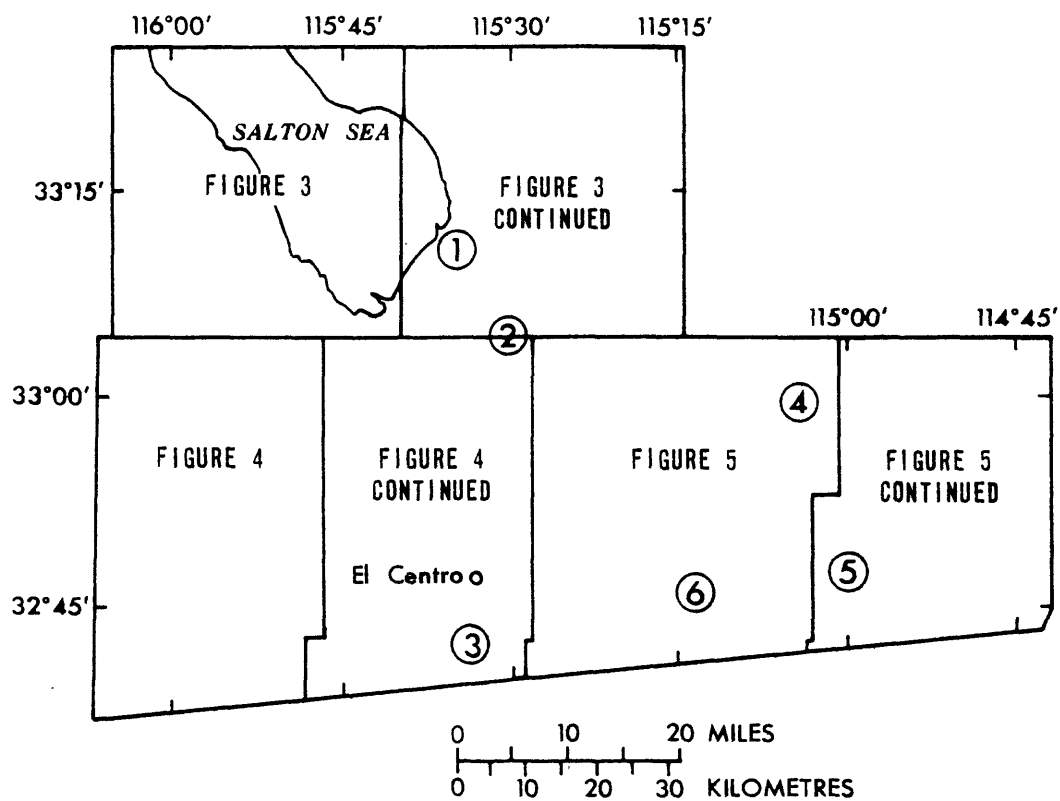 116°00′ 115°45′ 115°30′ 115°15′
SALTON SEA
33°15′
FIGURE 3
FIGURE 3
CONTINUED
1
2
115°00′ 114°45′
33°00′
4
FIGURE 4
FIGURE 4
CONTINUED
FIGURE 5
FIGURE 5
CONTINUED
El Centro
5
6
32°45′
3
0 10 20 MILES
0 10 20 30 KILOMETRES